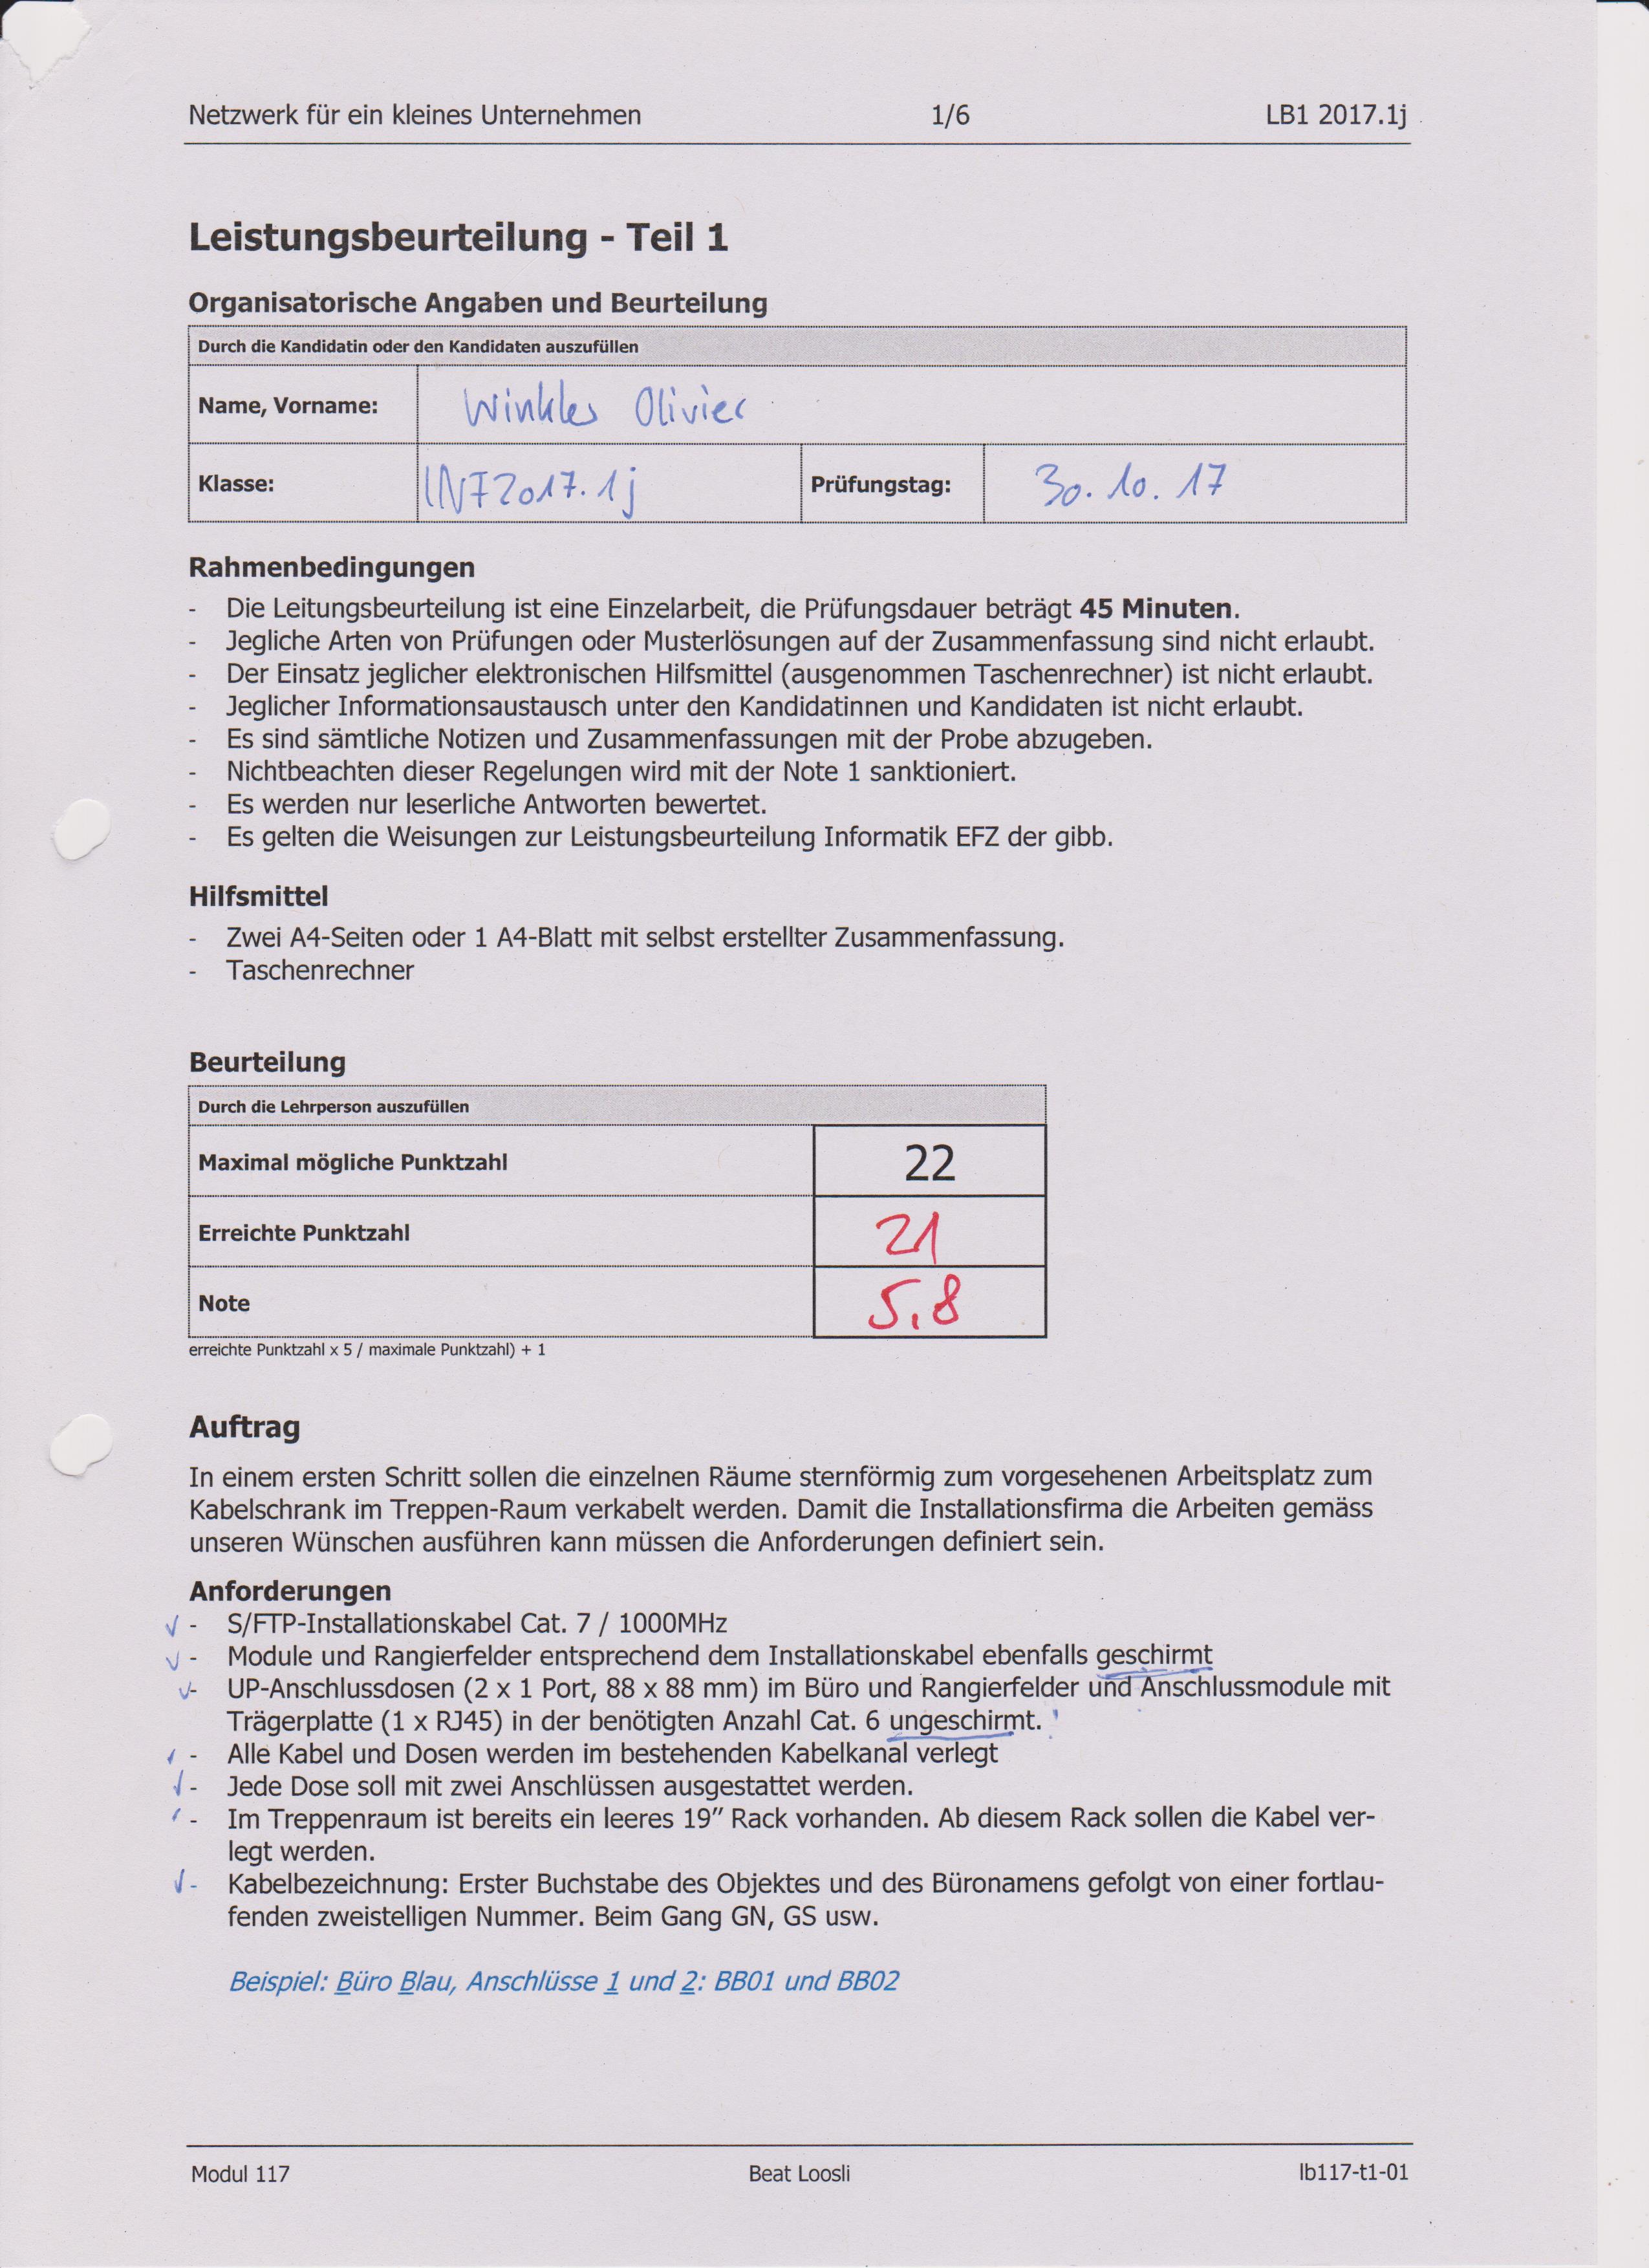 Netzwerk für ein kleines Unternehmen 1/6 LB1 2017.1j
Leistungsbeurteilung - Teil 1
Organisatorische Angaben und Beurteilung
Durch die Kandidatin oder den Kandidaten auszufüllen
Name, Vorname: Winkler Olivier
Klasse: INF2017.1j Prüfungstag: 30.10.17
Rahmenbedingungen
- Die Leitungsbeurteilung ist eine Einzelarbeit, die Prüfungsdauer beträgt 45 Minuten.
- Jegliche Arten von Prüfungen oder Musterlösungen auf der Zusammenfassung sind nicht erlaubt.
- Der Einsatz jeglicher elektronischen Hilfsmittel (ausgenommen Taschenrechner) ist nicht erlaubt.
- Jeglicher Informationsaustausch unter den Kandidatinnen und Kandidaten ist nicht erlaubt.
- Es sind sämtliche Notizen und Zusammenfassungen mit der Probe abzugeben.
- Nichtbeachten dieser Regelungen wird mit der Note 1 sanktioniert.
- Es werden nur leserliche Antworten bewertet.
- Es gelten die Weisungen zur Leistungsbeurteilung Informatik EFZ der gibb.
Hilfsmittel
- Zwei A4-Seiten oder 1 A4-Blatt mit selbst erstellter Zusammenfassung.
- Taschenrechner
Beurteilung
Durch die Lehrperson auszufüllen
Maximal mögliche Punktzahl 22
Erreichte Punktzahl 21
Note 5,8
erreichte Punktzahl x 5 / maximale Punktzahl) + 1
Auftrag
In einem ersten Schritt sollen die einzelnen Räume sternförmig zum vorgesehenen Arbeitsplatz zum
Kabelschrank im Treppen-Raum verkabelt werden. Damit die Installationsfirma die Arbeiten gemäss
unseren Wünschen ausführen kann müssen die Anforderungen definiert sein.
Anforderungen
- S/FTP-Installationskabel Cat. 7 / 1000MHz
- Module und Rangierfelder entsprechend dem Installationskabel ebenfalls geschirmt
- UP-Anschlussdosen (2 x 1 Port, 88 x 88 mm) im Büro und Rangierfelder und Anschlussmodule mit
Trägerplatte (1 x RJ45) in der benötigten Anzahl Cat. 6 ungeschirmt. !
- Alle Kabel und Dosen werden im bestehenden Kabelkanal verlegt
- Jede Dose soll mit zwei Anschlüssen ausgestattet werden.
- Im Treppenraum ist bereits ein leeres 19″ Rack vorhanden. Ab diesem Rack sollen die Kabel ver-
legt werden.
- Kabelbezeichnung: Erster Buchstabe des Objektes und des Büronamens gefolgt von einer fortlau-
fenden zweistelligen Nummer. Beim Gang GN, GS usw.
Beispiel: Büro Blau, Anschlüsse 1 und 2: BB01 und BB02
Modul 117 Beat Loosli lb117-t1-01